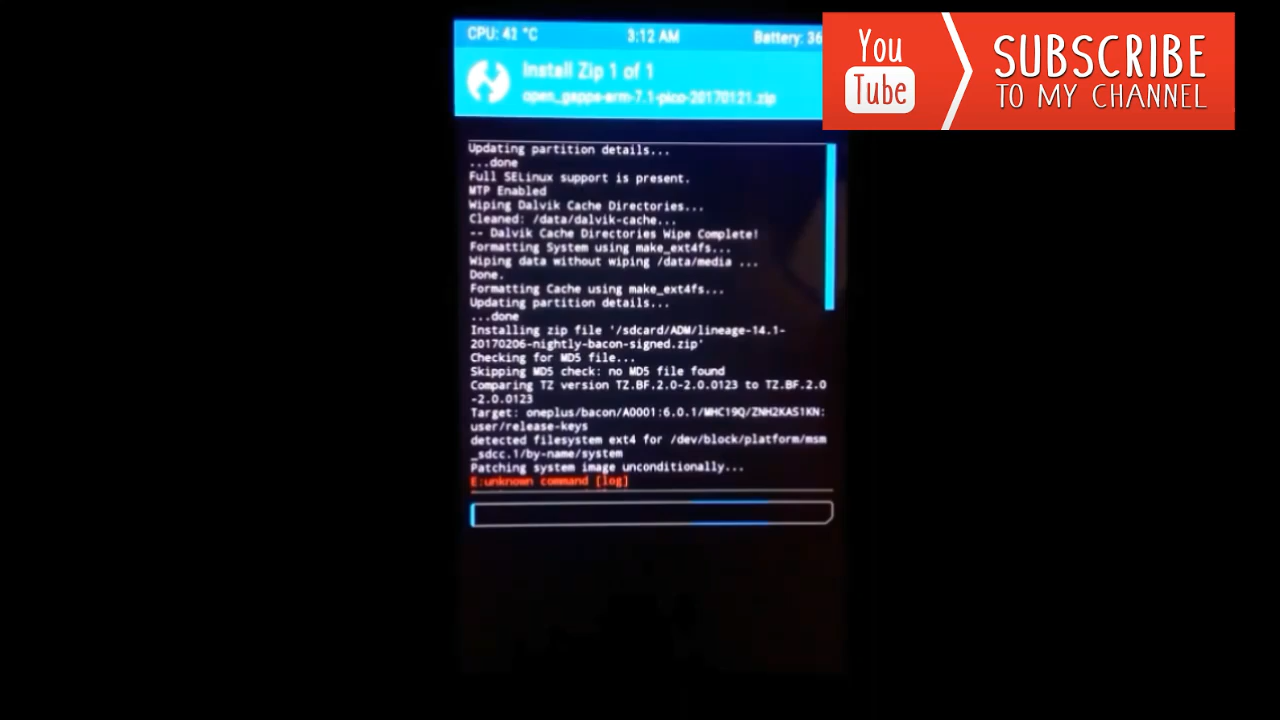 CPU: 41 °C 3:12 AM Battery: 36
Install Zip 1 of 1
open_gapps-arm-7.1-pico-20170121.zip
You
Tube
SUBSCRIBE
TO MY CHANNEL
Updating partition details...
...done
Full SELinux support is present.
MTP Enabled
Wiping Dalvik Cache Directories...
Cleaned: /data/dalvik-cache...
-- Dalvik Cache Directories Wipe Complete!
Formatting System using make_ext4fs...
Wiping data without wiping /data/media ...
Done.
Formatting Cache using make_ext4fs...
Updating partition details...
...done
Installing zip file '/sdcard/ADM/lineage-14.1-
20170206-nightly-bacon-signed.zip'
Checking for MD5 file...
Skipping MD5 check: no MD5 file found
Comparing TZ version TZ.BF.2.0-2.0.0123 to TZ.BF.2.0
-2.0.0123
Target: oneplus/bacon/A0001:6.0.1/MHC19Q/ZNH2KAS1KN:
user/release-keys
detected filesystem ext4 for /dev/block/platform/msm
_sdcc.1/by-name/system
Patching system image unconditionally...
E:unknown command [log]